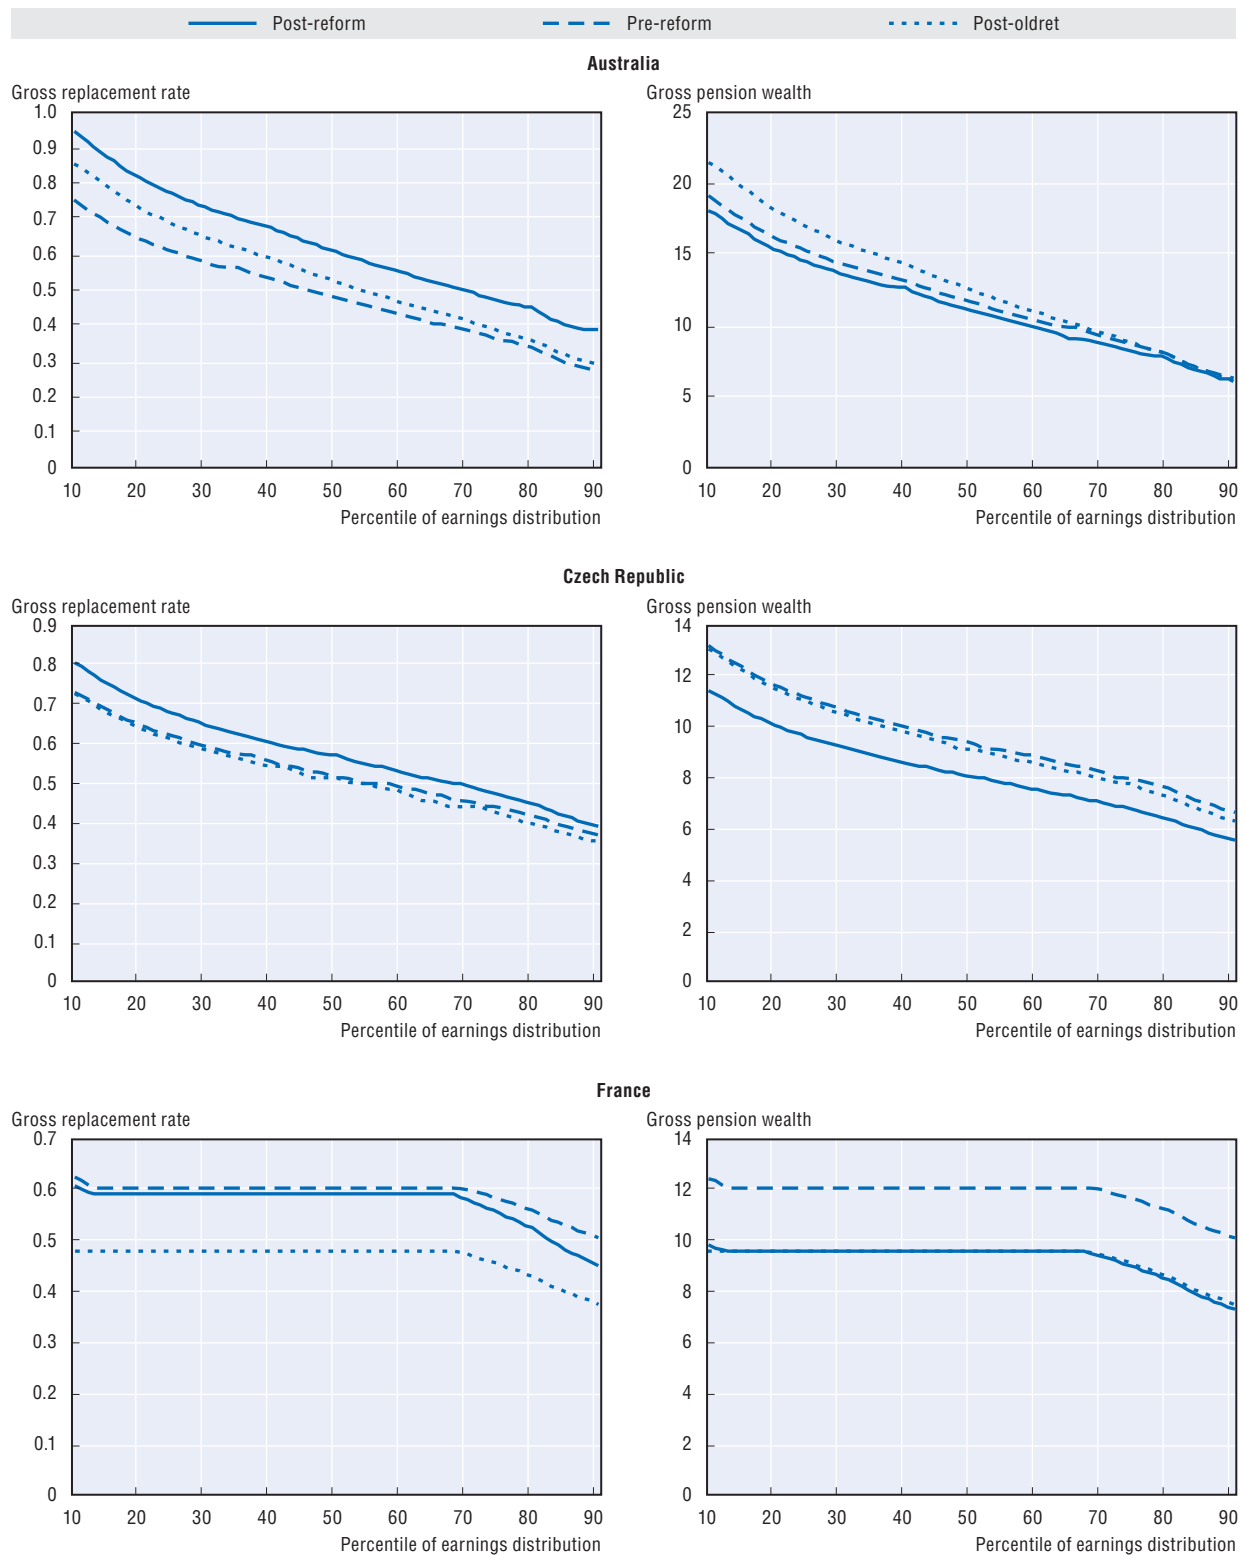 Post-reform Pre-reform Post-oldret
Australia
Gross replacement rate
1.0
0.9
0.8
0.7
0.6
0.5
0.4
0.3
0.2
0.1
0
10 20 30 40 50 60 70 80 90
Percentile of earnings distribution
Gross pension wealth
25
20
15
10
5
0
10 20 30 40 50 60 70 80 90
Percentile of earnings distribution
Czech Republic
Gross replacement rate
0.9
0.8
0.7
0.6
0.5
0.4
0.3
0.2
0.1
0
10 20 30 40 50 60 70 80 90
Percentile of earnings distribution
Gross pension wealth
14
12
10
8
6
4
2
0
10 20 30 40 50 60 70 80 90
Percentile of earnings distribution
France
Gross replacement rate
0.7
0.6
0.5
0.4
0.3
0.2
0.1
0
10 20 30 40 50 60 70 80 90
Percentile of earnings distribution
Gross pension wealth
14
12
10
8
6
4
2
0
10 20 30 40 50 60 70 80 90
Percentile of earnings distribution